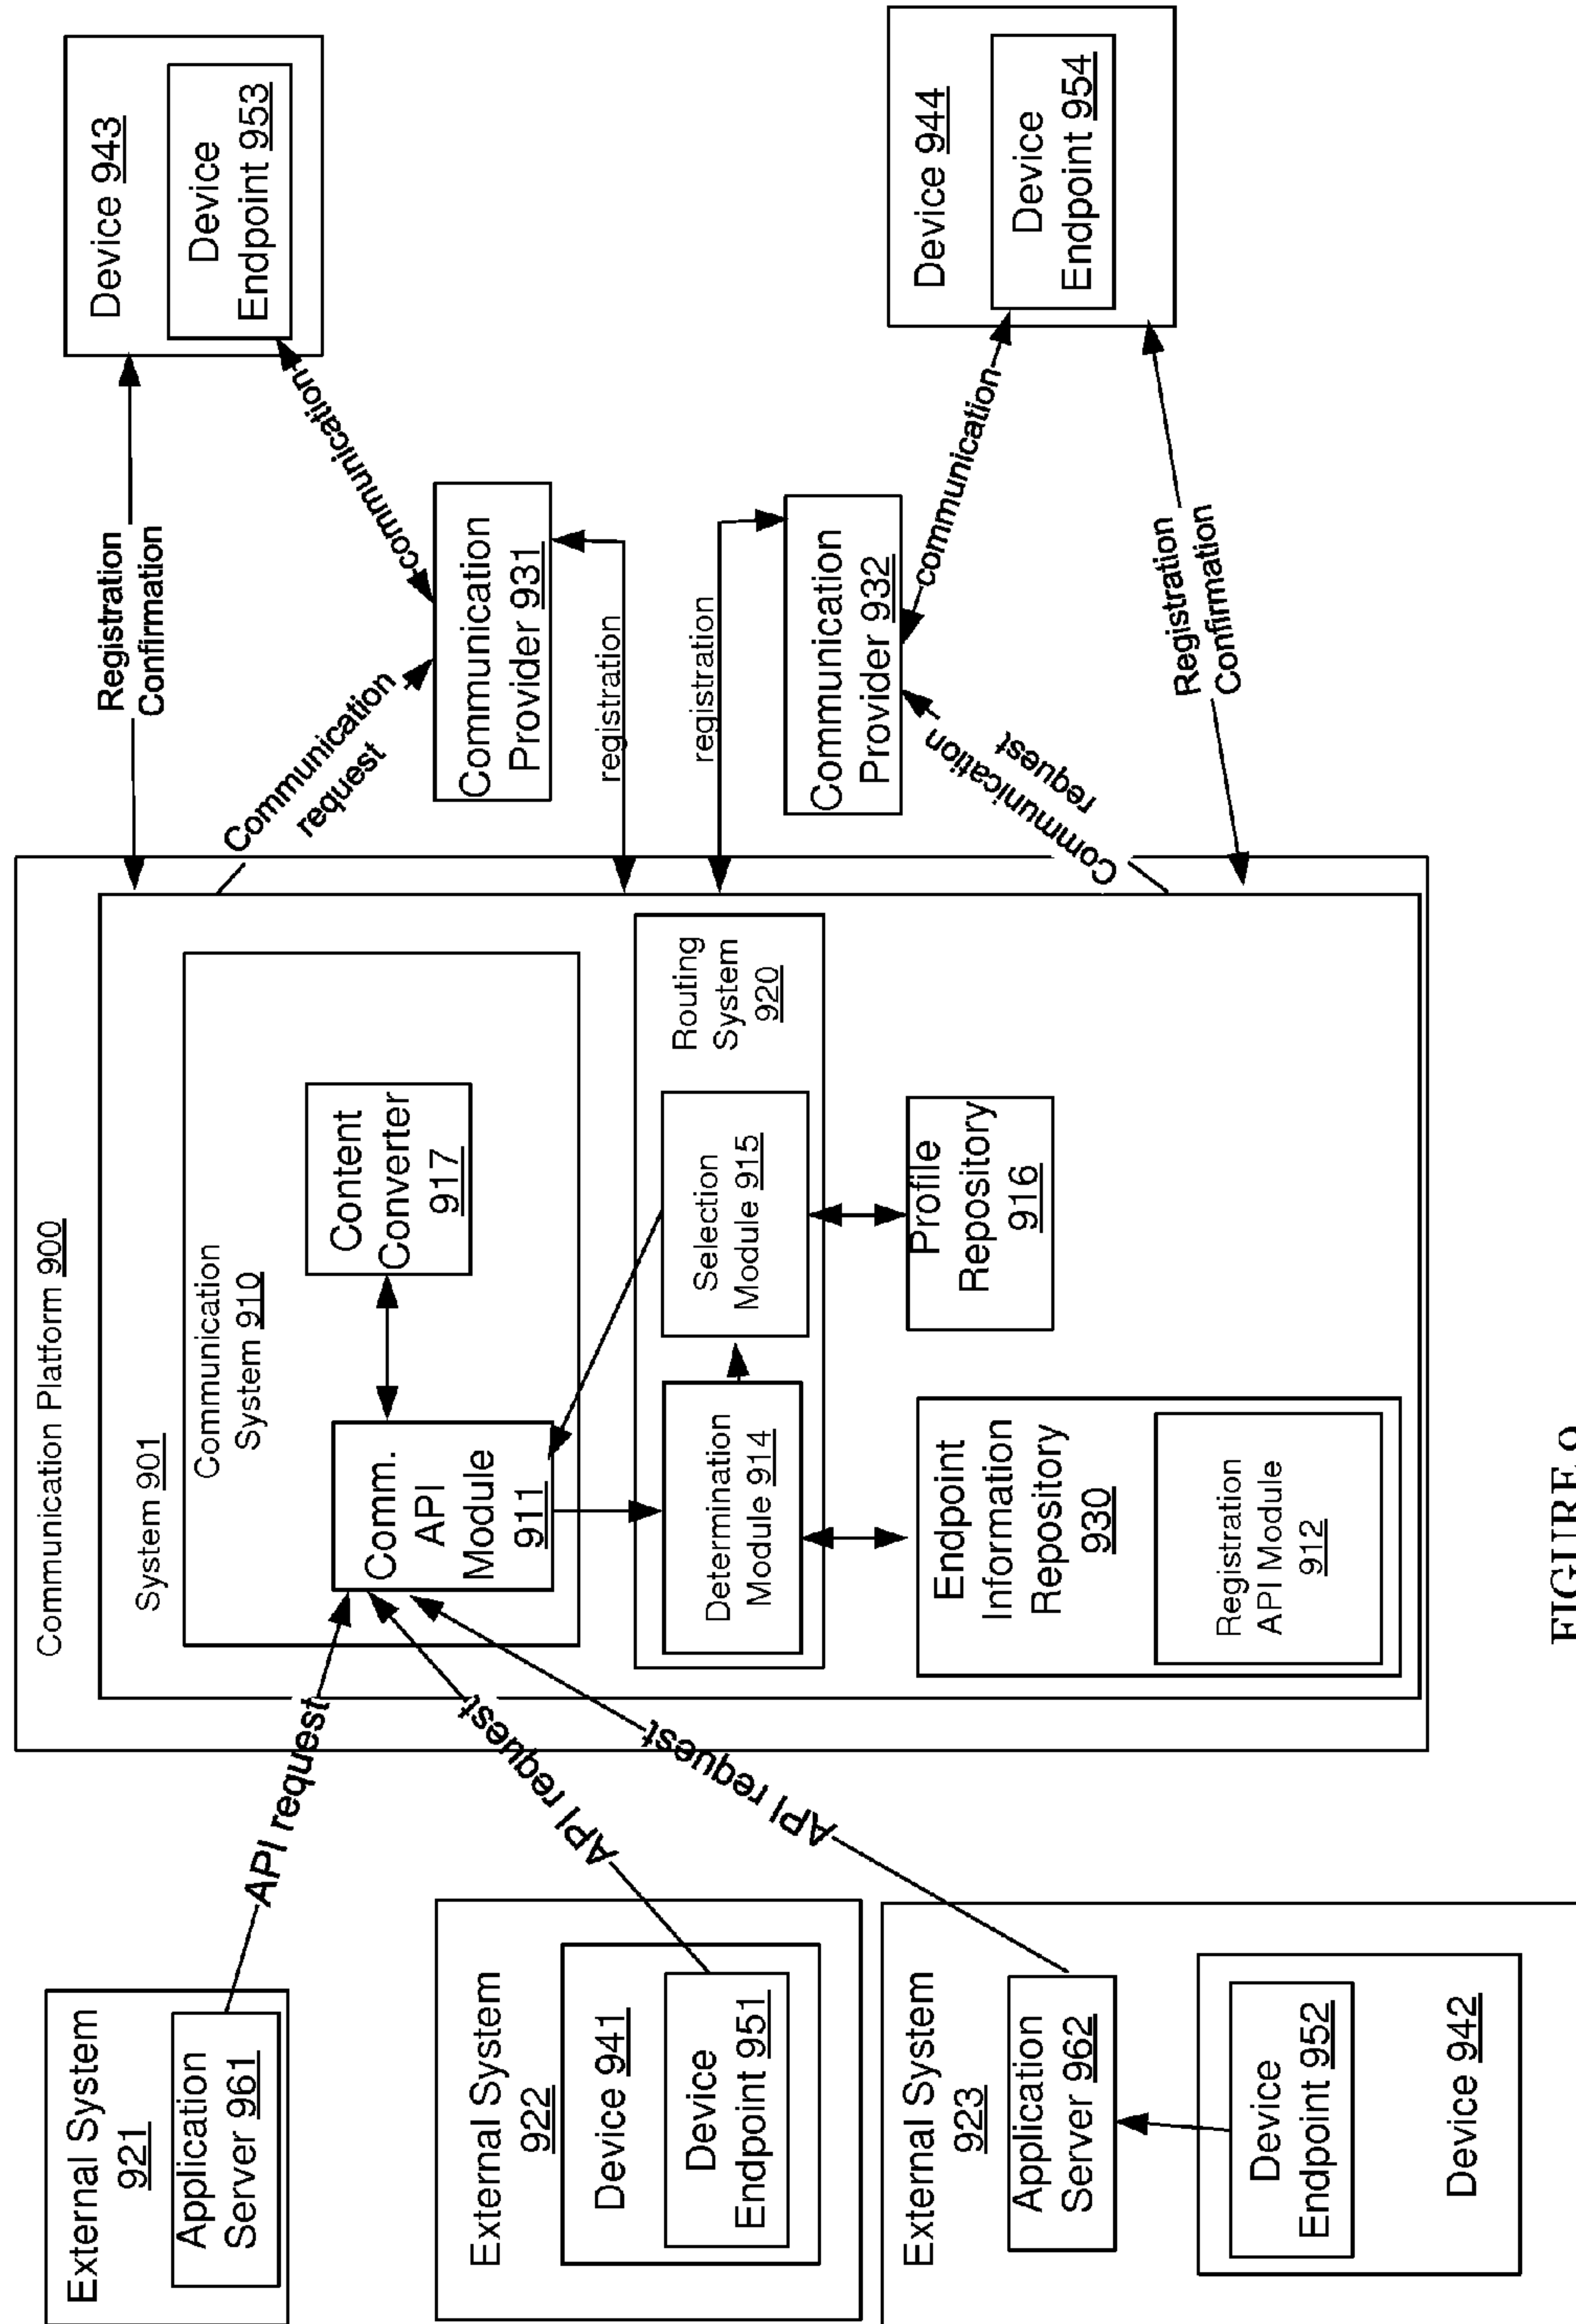 External System
921
Application
Server 961
External System
922
Device 941
Device
Endpoint 951
External System
923
Application
Server 962
Device
Endpoint 952
Device 942
API request
API request
API request
Communication Platform 900
System 901
Communication
System 910
Comm.
API
Module
911
Content
Converter
917
Routing
System
920
Determination
Module 914
Selection
Module 915
Endpoint
Information
Repository
930
Registration
API Module
912
Profile
Repository
916
Registration
Confirmation
Communication
request
Communication
Provider 931
registration
communication
registration
Communication
Provider 932
communication
Communication
request
Registration
Confirmation
Device 943
Device
Endpoint 953
Device 944
Device
Endpoint 954
FIGURE 9